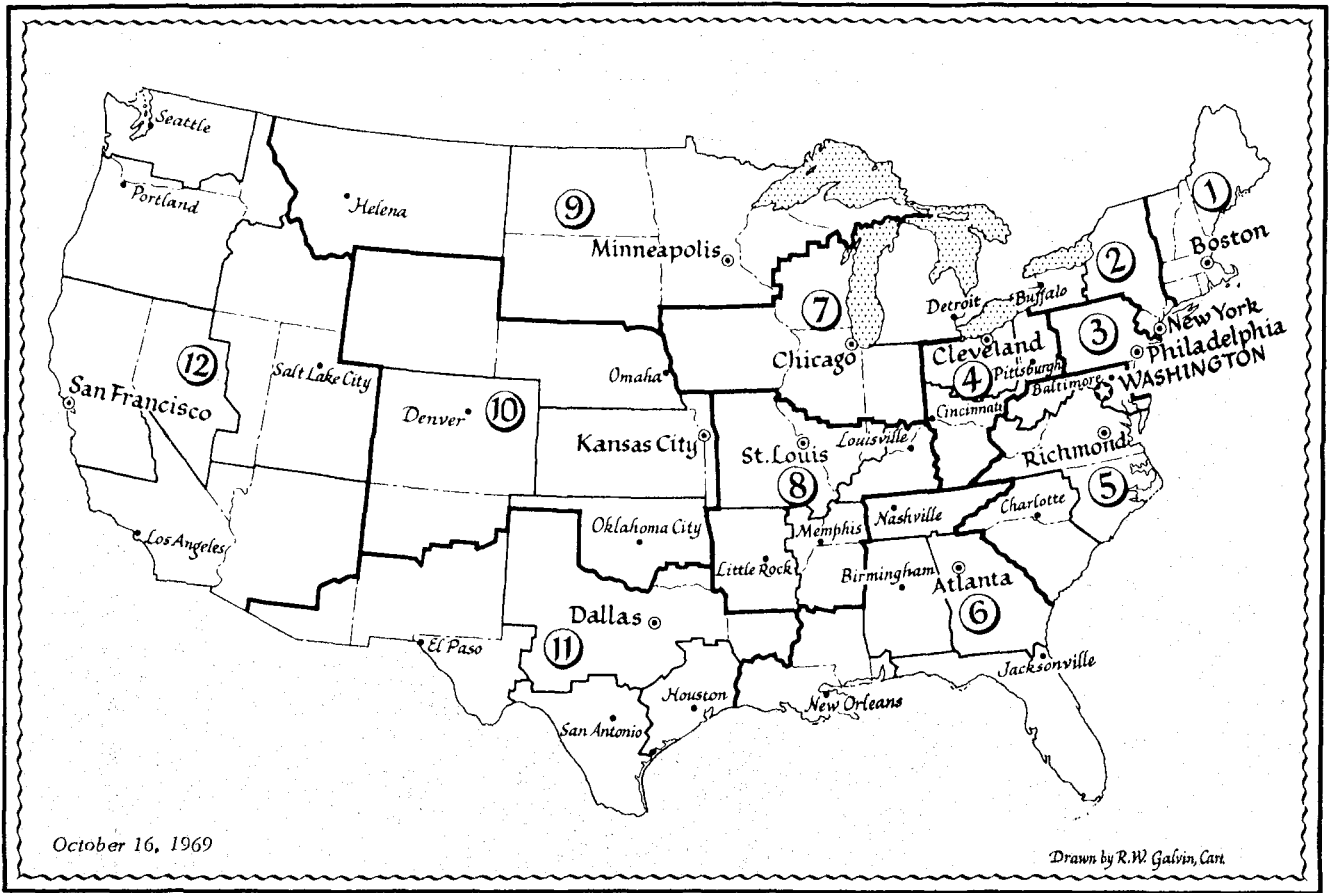 Seattle
Portland
Helena
9
1
Minneapolis
Boston
2
Detroit
Buffalo
7
New York
3
Philadelphia
Chicago
Cleveland
Pittsburgh
WASHINGTON
12
Salt Lake City
Omaha
4
Baltimore
San Francisco
Denver
10
Cincinnati
Kansas City
Louisville
St. Louis
Richmond
8
5
Oklahoma City
Memphis
Nashville
Charlotte
Los Angeles
Little Rock
Birmingham
Atlanta
Dallas
6
El Paso
11
Jacksonville
Houston
New Orleans
San Antonio
October 16, 1969
Drawn by R.W. Galvin, Cart.